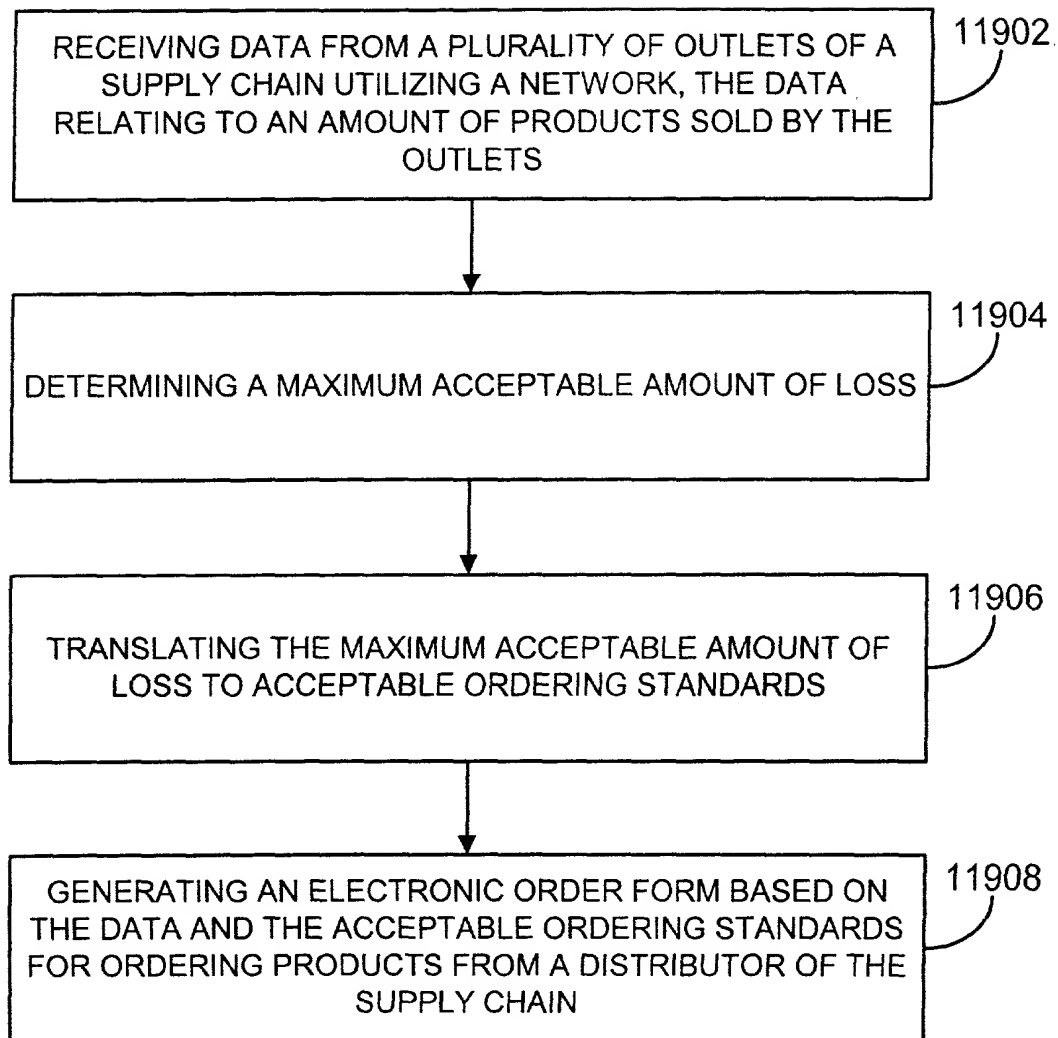 RECEIVING DATA FROM A PLURALITY OF OUTLETS OF A
SUPPLY CHAIN UTILIZING A NETWORK, THE DATA
RELATING TO AN AMOUNT OF PRODUCTS SOLD BY THE
OUTLETS
11902
DETERMINING A MAXIMUM ACCEPTABLE AMOUNT OF LOSS
11904
TRANSLATING THE MAXIMUM ACCEPTABLE AMOUNT OF
LOSS TO ACCEPTABLE ORDERING STANDARDS
11906
GENERATING AN ELECTRONIC ORDER FORM BASED ON
THE DATA AND THE ACCEPTABLE ORDERING STANDARDS
FOR ORDERING PRODUCTS FROM A DISTRIBUTOR OF THE
SUPPLY CHAIN
11908